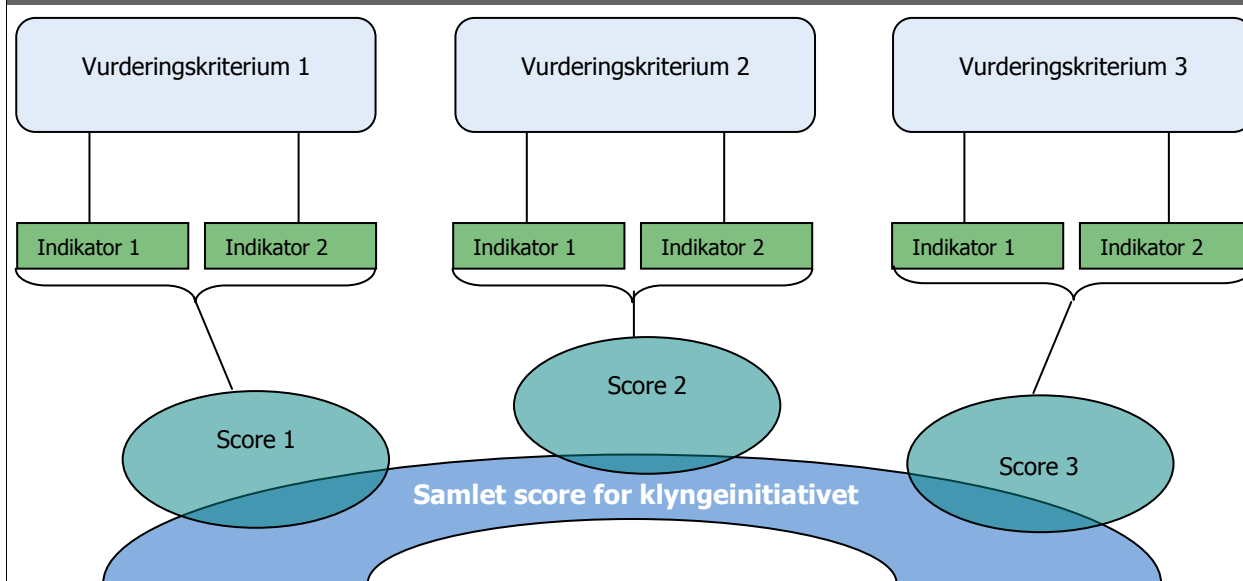 Vurderingskriterium 1
Vurderingskriterium 2
Vurderingskriterium 3
Indikator 1
Indikator 2
Indikator 1
Indikator 2
Indikator 1
Indikator 2
Score 1
Score 2
Score 3
Samlet score for klyngeinitiativet